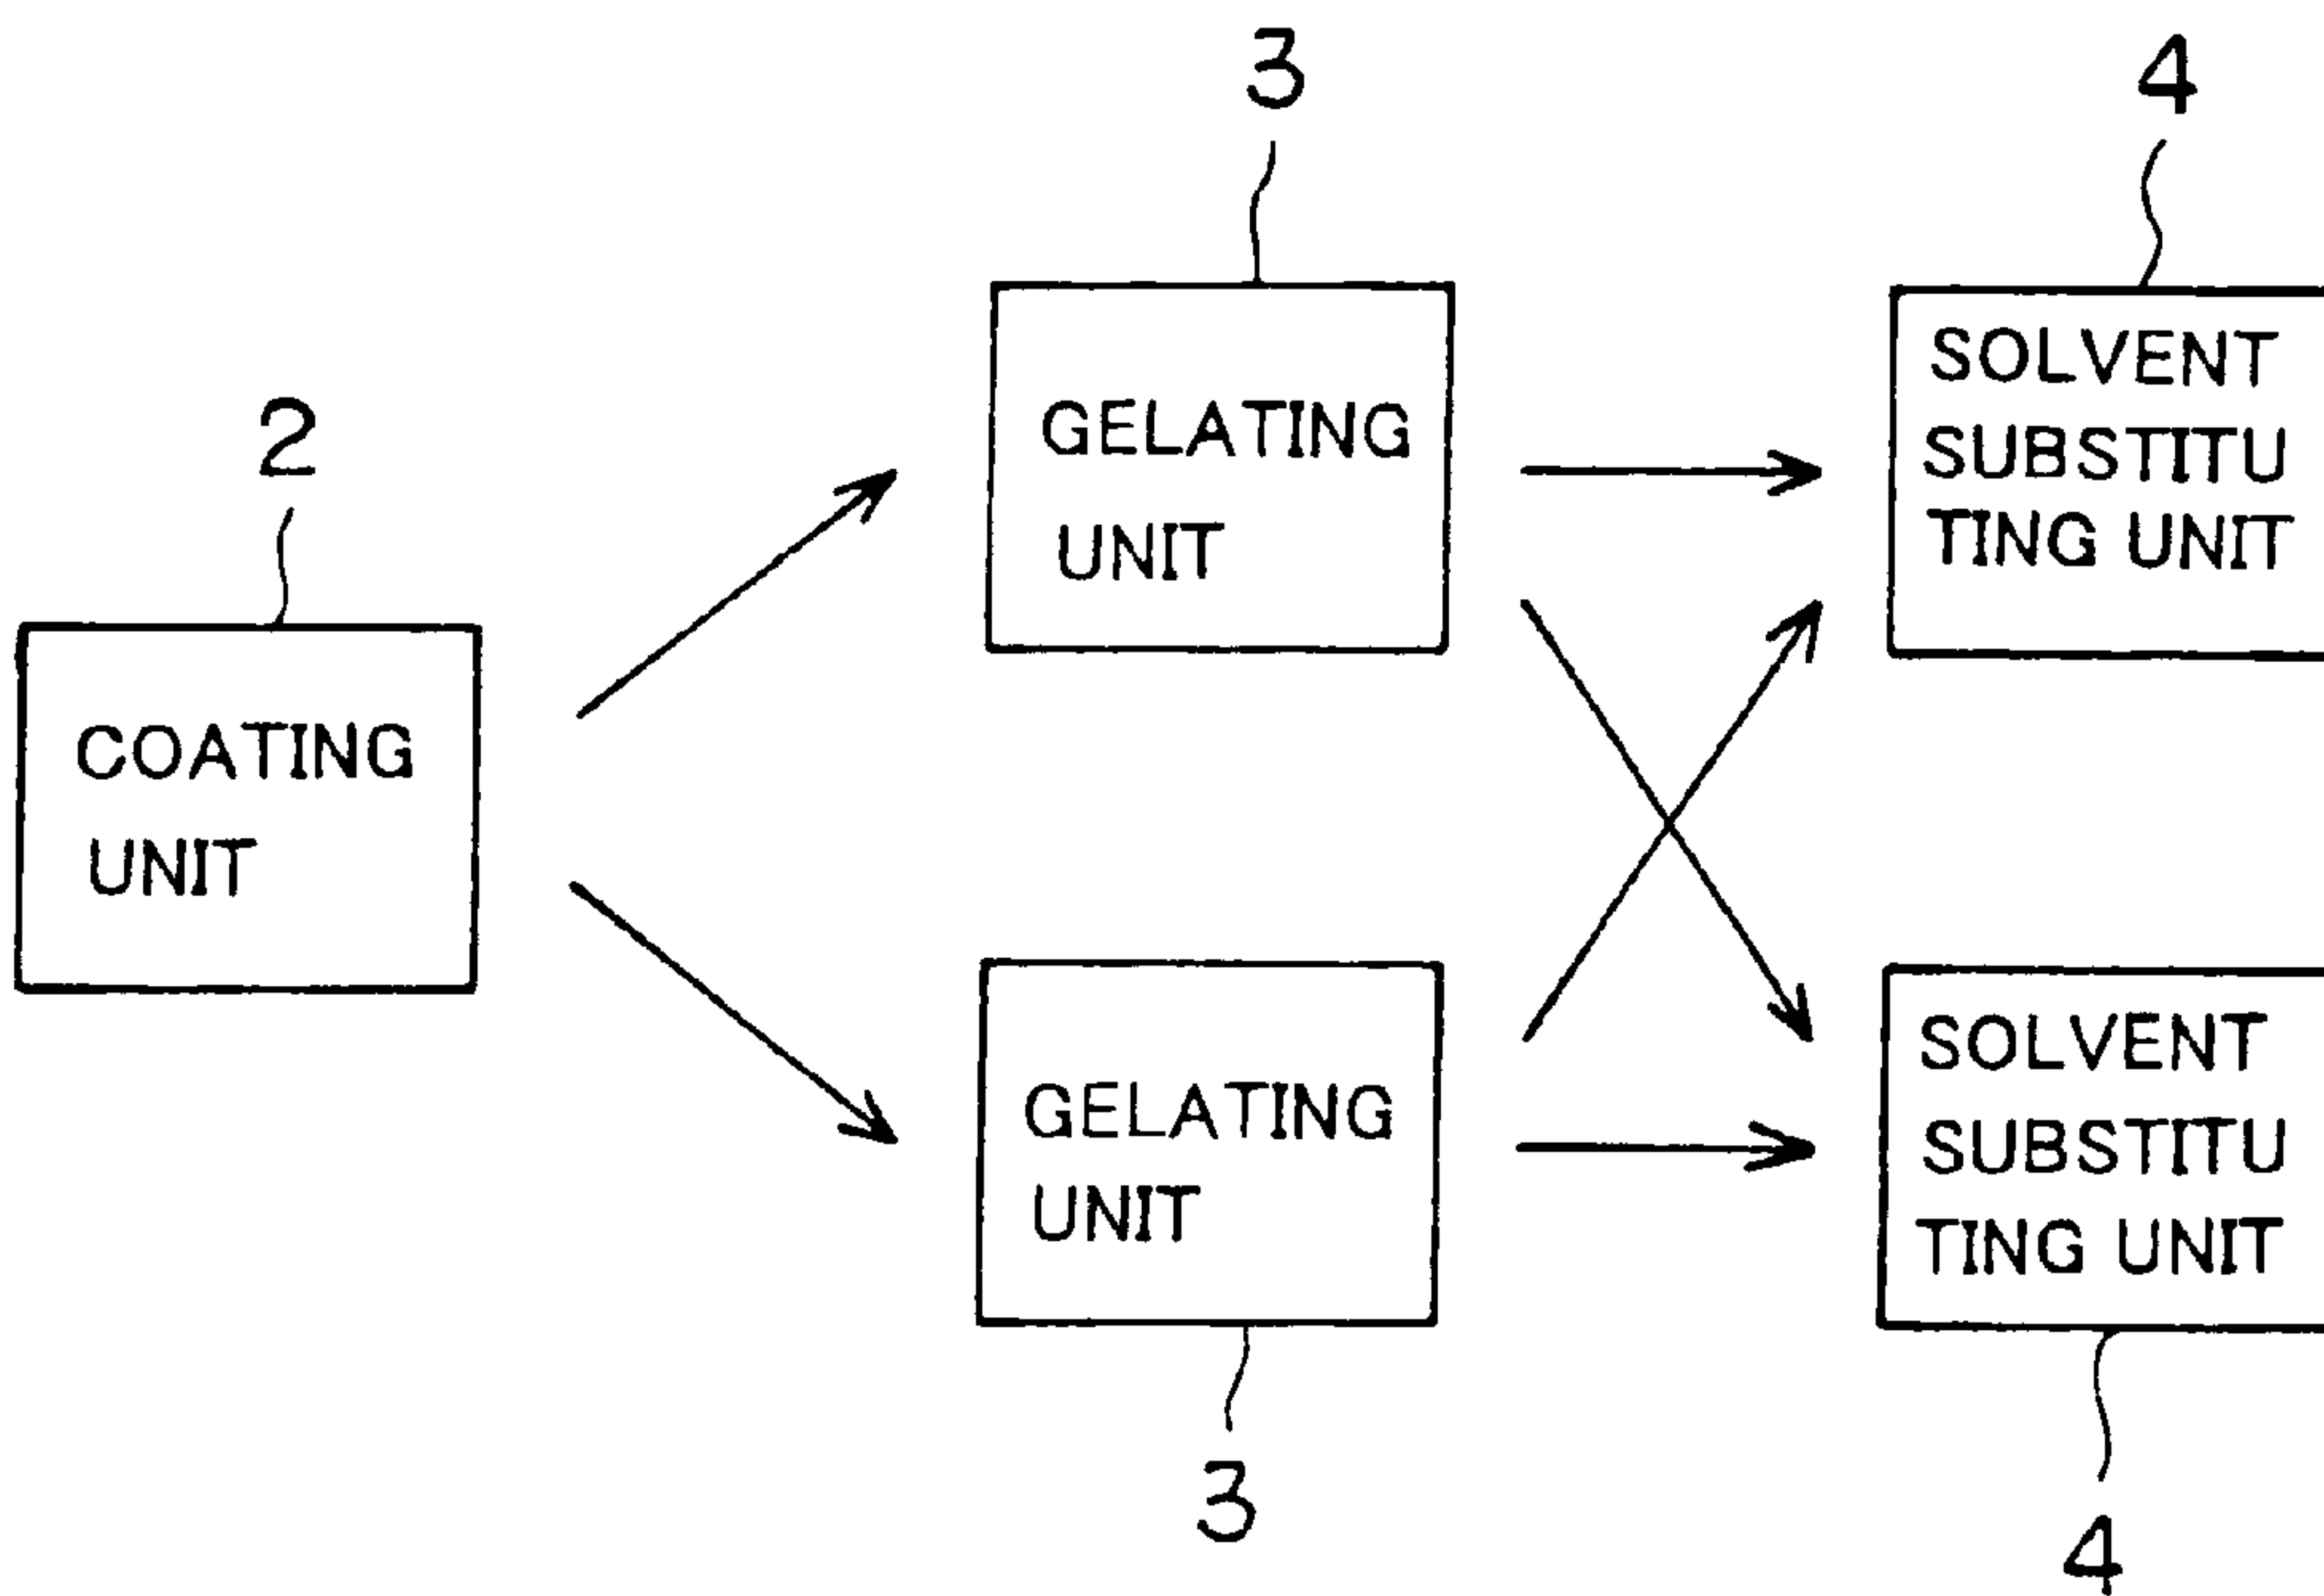 2
COATING
UNIT
3
GELATING
UNIT
4
SOLVENT
SUBSTITU
TING UNIT
GELATING
UNIT
3
SOLVENT
SUBSTITU
TING UNIT
4